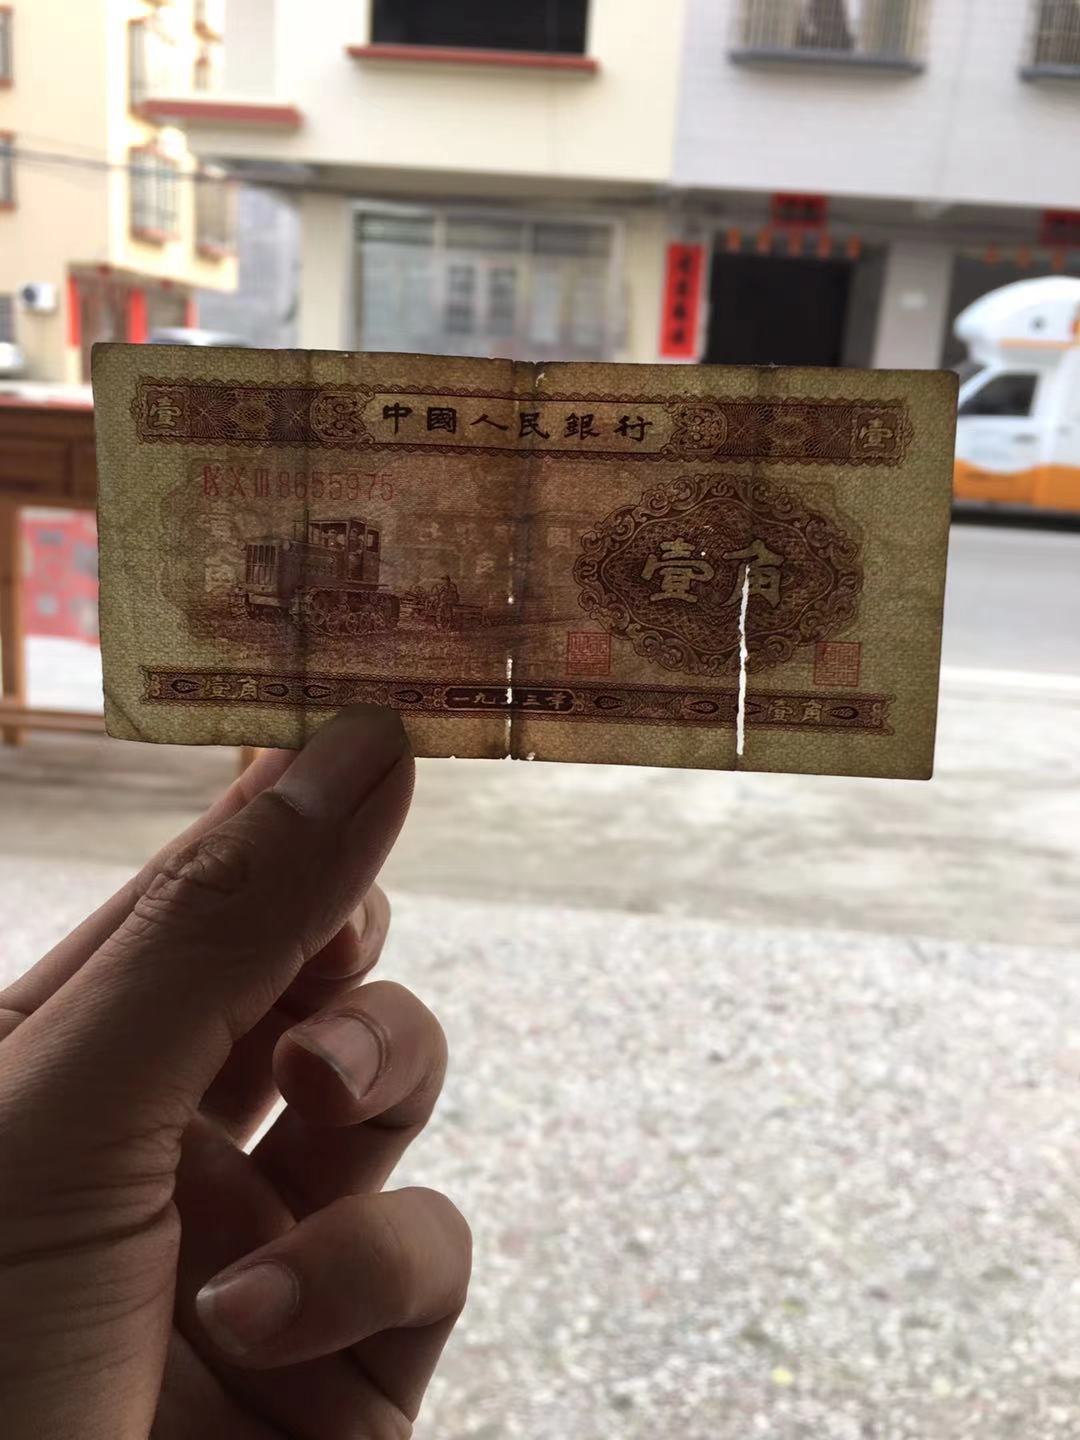 壹 中國人民銀行 壹
IX X III 8655975
壹角
壹角 一九五三年 壹角